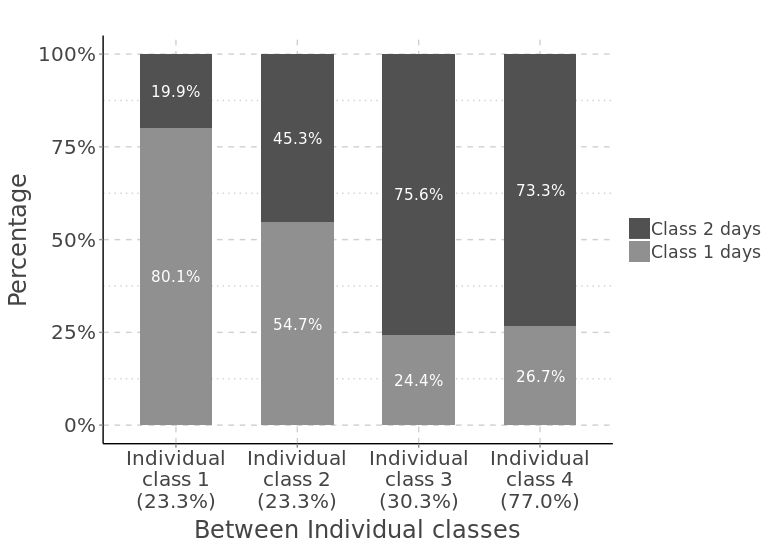 100%
75%
50%
25%
0%
Percentage
19.9%
80.1%
45.3%
54.7%
75.6%
24.4%
73.3%
26.7%
Individual
class 1
(23.3%)
Individual
class 2
(23.3%)
Individual
class 3
(30.3%)
Individual
class 4
(77.0%)
Between Individual classes
Class 2 days
Class 1 days